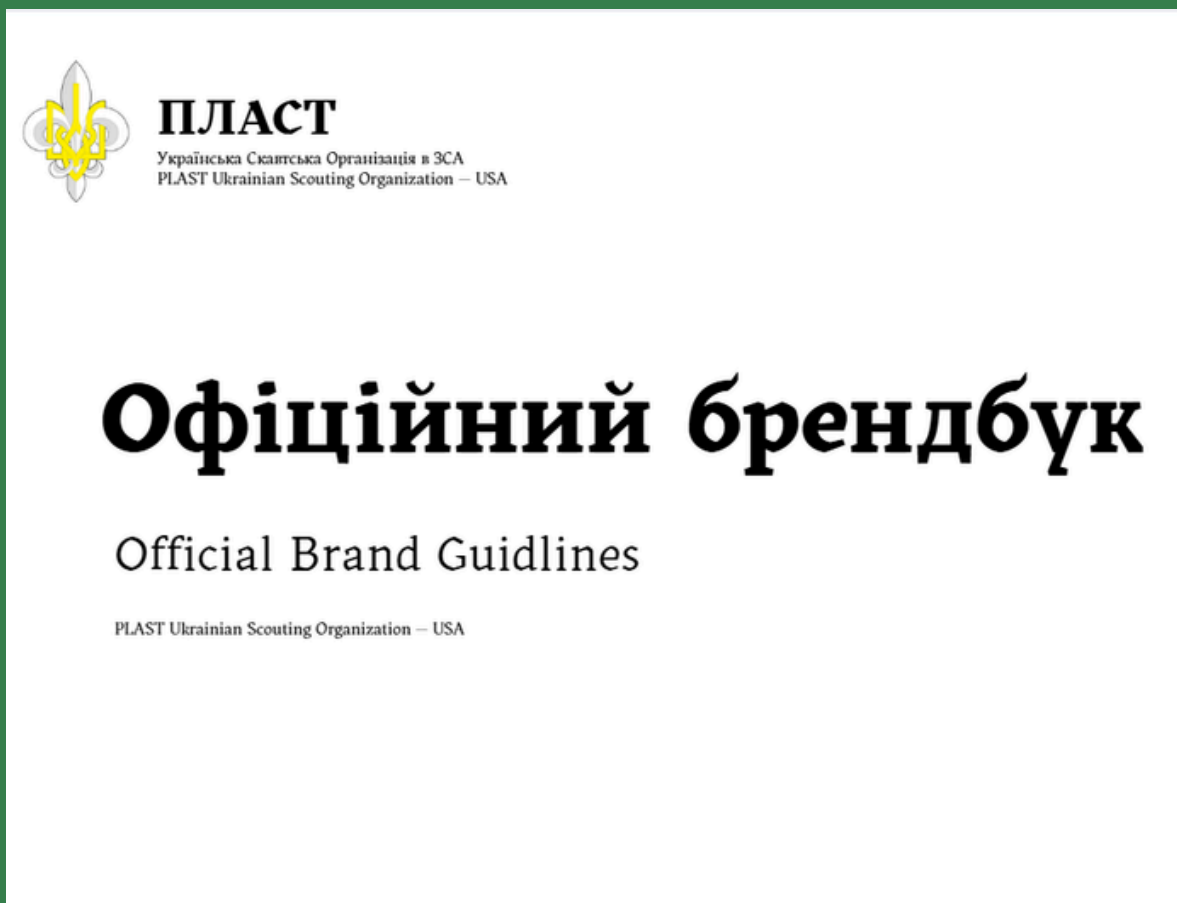 ПЛАСТ
Українська Скавтська Організація в ЗСА
PLAST Ukrainian Scouting Organization — USA
Офіційний брендбук
Official Brand Guidlines
PLAST Ukrainian Scouting Organization — USA